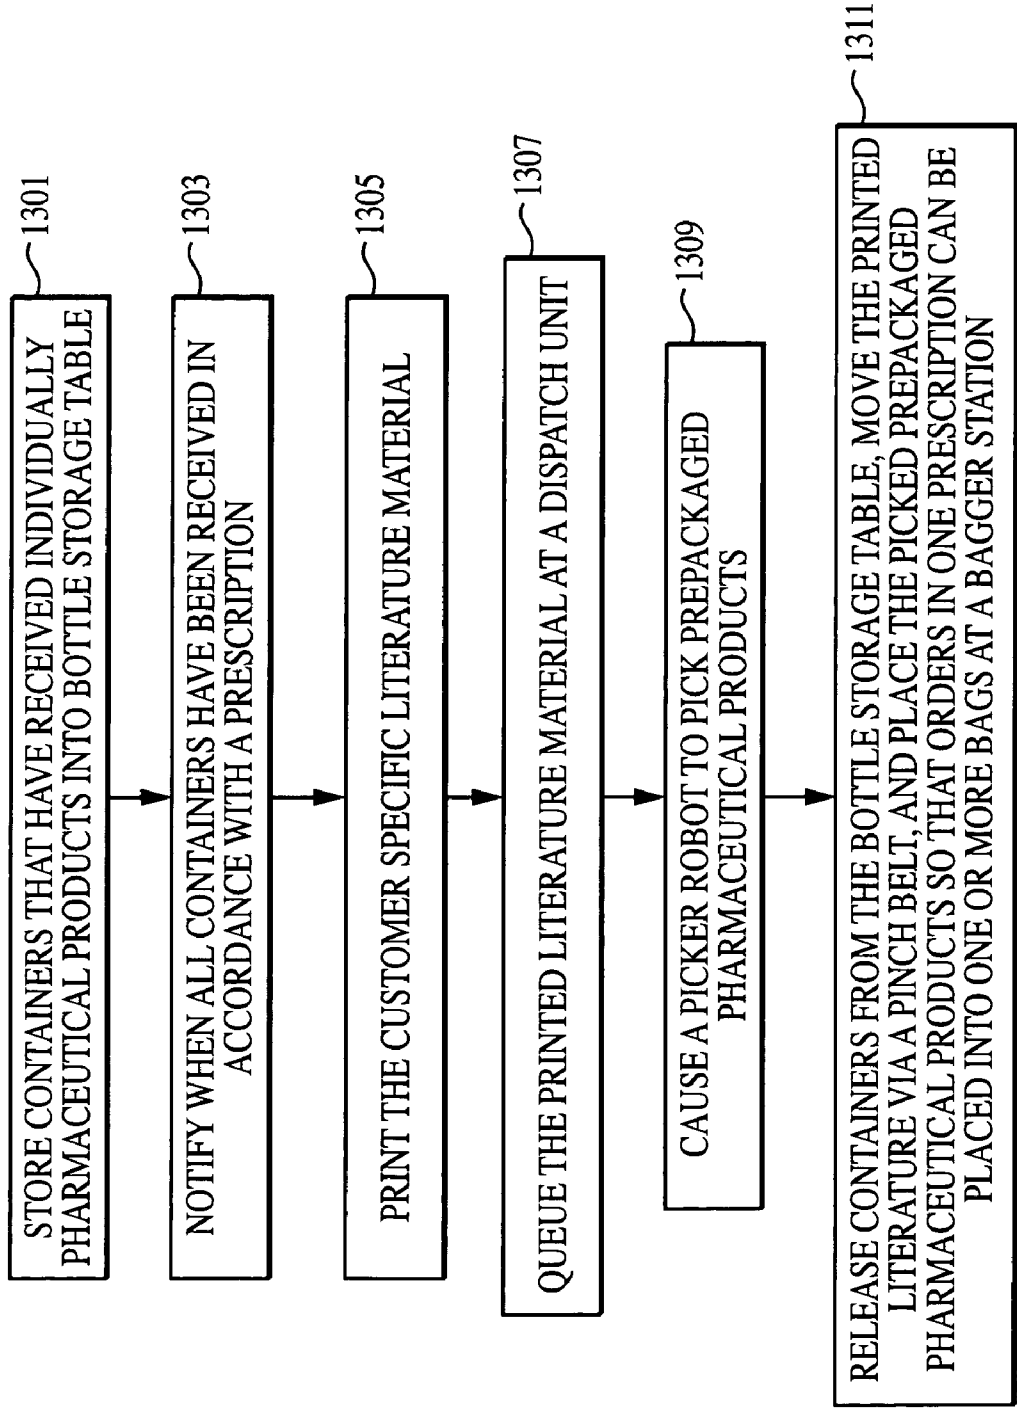 1301
STORE CONTAINERS THAT HAVE RECEIVED INDIVIDUALLY
PHARMACEUTICAL PRODUCTS INTO BOTTLE STORAGE TABLE
1303
NOTIFY WHEN ALL CONTAINERS HAVE BEEN RECEIVED IN
ACCORDANCE WITH A PRESCRIPTION
1305
PRINT THE CUSTOMER SPECIFIC LITERATURE MATERIAL
1307
QUEUE THE PRINTED LITERATURE MATERIAL AT A DISPATCH UNIT
1309
CAUSE A PICKER ROBOT TO PICK PREPACKAGED
PHARMACEUTICAL PRODUCTS
1311
RELEASE CONTAINERS FROM THE BOTTLE STORAGE TABLE, MOVE THE PRINTED
LITERATURE VIA A PINCH BELT, AND PLACE THE PICKED PREPACKAGED
PHARMACEUTICAL PRODUCTS SO THAT ORDERS IN ONE PRESCRIPTION CAN BE
PLACED INTO ONE OR MORE BAGS AT A BAGGER STATION